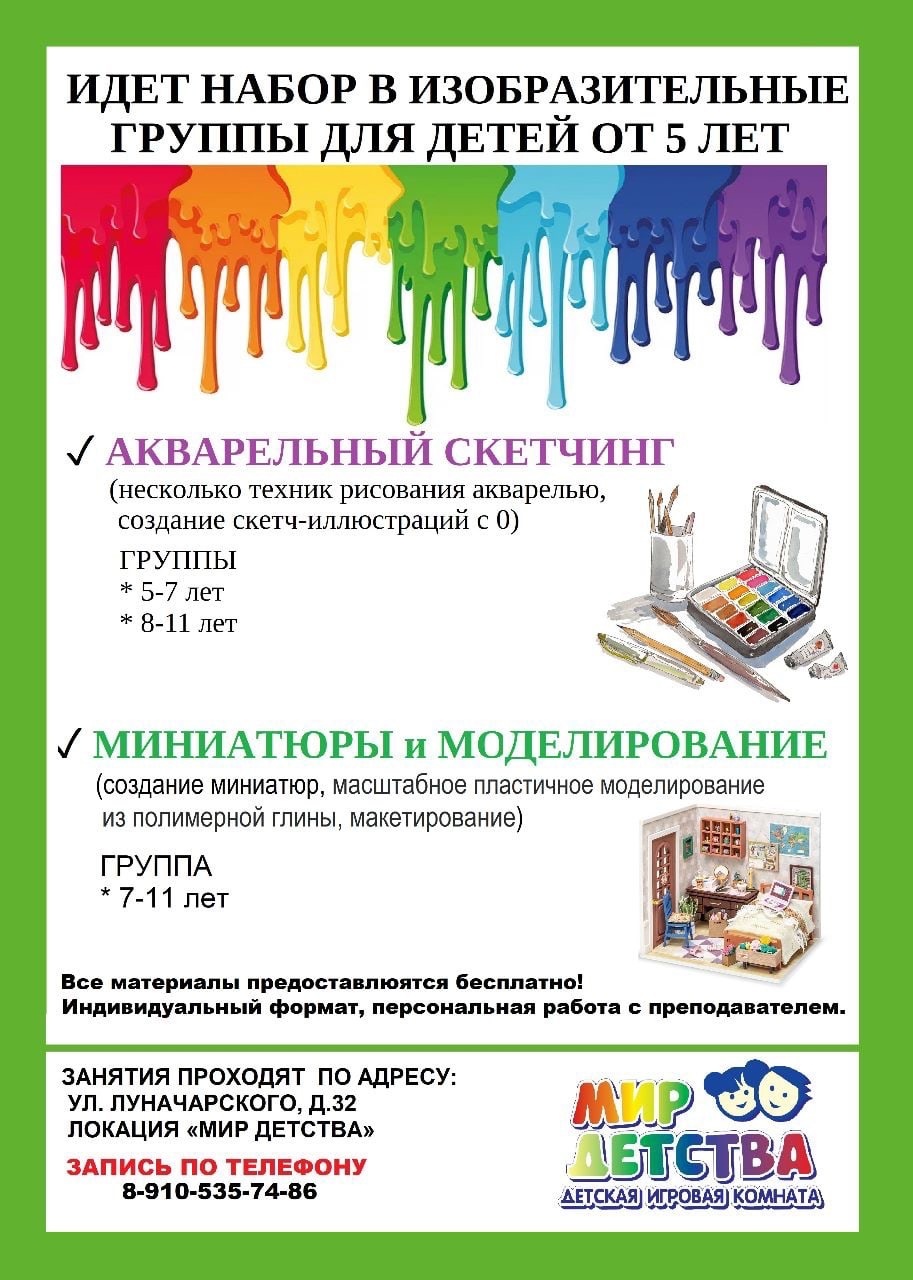 ИДЕТ НАБОР В ИЗОБРАЗИТЕЛЬНЫЕ
ГРУППЫ ДЛЯ ДЕТЕЙ ОТ 5 ЛЕТ
✓ АКВАРЕЛЬНЫЙ СКЕТЧИНГ
(несколько техник рисования акварелью,
создание скетч-иллюстраций с 0)
ГРУППЫ
* 5-7 лет
* 8-11 лет
✓ МИНИАТЮРЫ и МОДЕЛИРОВАНИЕ
(создание миниатюр, масштабное пластичное моделирование
из полимерной глины, макетирование)
ГРУППА
* 7-11 лет
Все материалы предоставлюятся бесплатно!
Индивидуальный формат, персональная работа с преподавателем.
ЗАНЯТИЯ ПРОХОДЯТ ПО АДРЕСУ:
УЛ. ЛУНАЧАРСКОГО, Д.32
ЛОКАЦИЯ «МИР ДЕТСТВА»
ЗАПИСЬ ПО ТЕЛЕФОНУ
8-910-535-74-86
МИР
ДЕТСТВА
ДЕТСКАЯ ИГРОВАЯ КОМНАТА